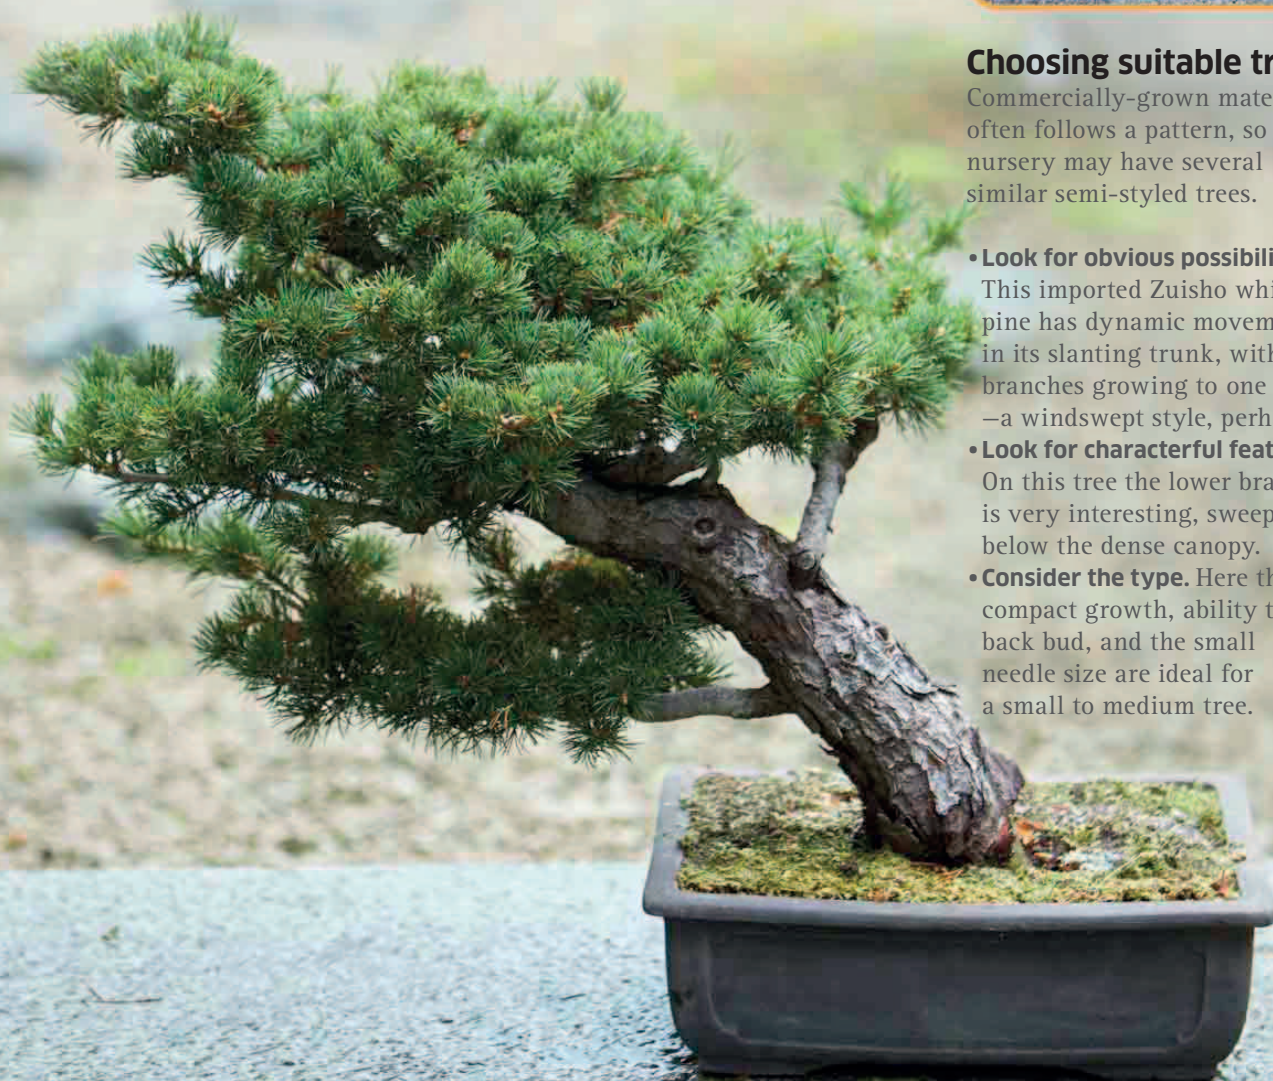 Choosing suitable tr
Commercially-grown mate
often follows a pattern, so
nursery may have several
similar semi-styled trees.
•Look for obvious possibili
This imported Zuisho whi
pine has dynamic movem
in its slanting trunk, with
branches growing to one
—a windswept style, perh
•Look for characterful feat
On this tree the lower bra
is very interesting, sweep
below the dense canopy.
•Consider the type. Here th
compact growth, ability t
back bud, and the small
needle size are ideal for
a small to medium tree.